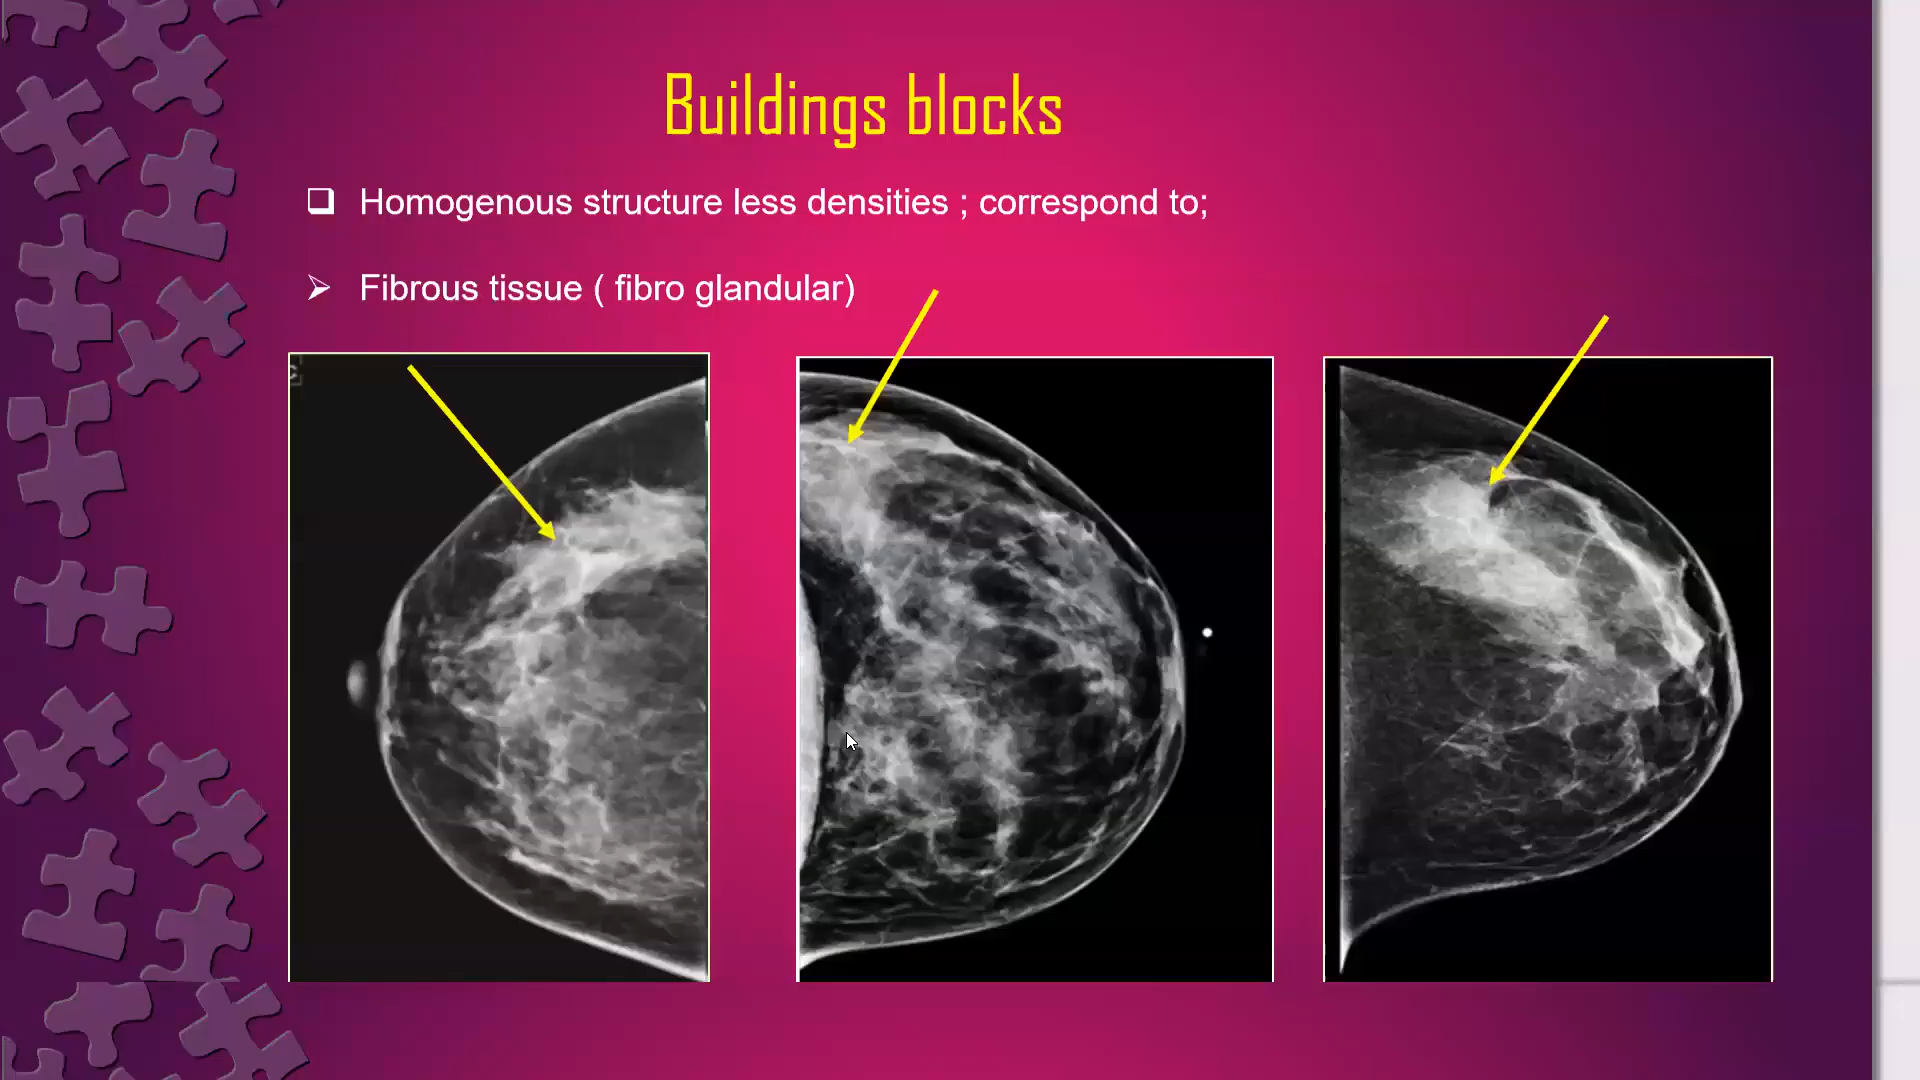 Buildings blocks
Homogenous structure less densities ; correspond to;
Fibrous tissue ( fibro glandular)